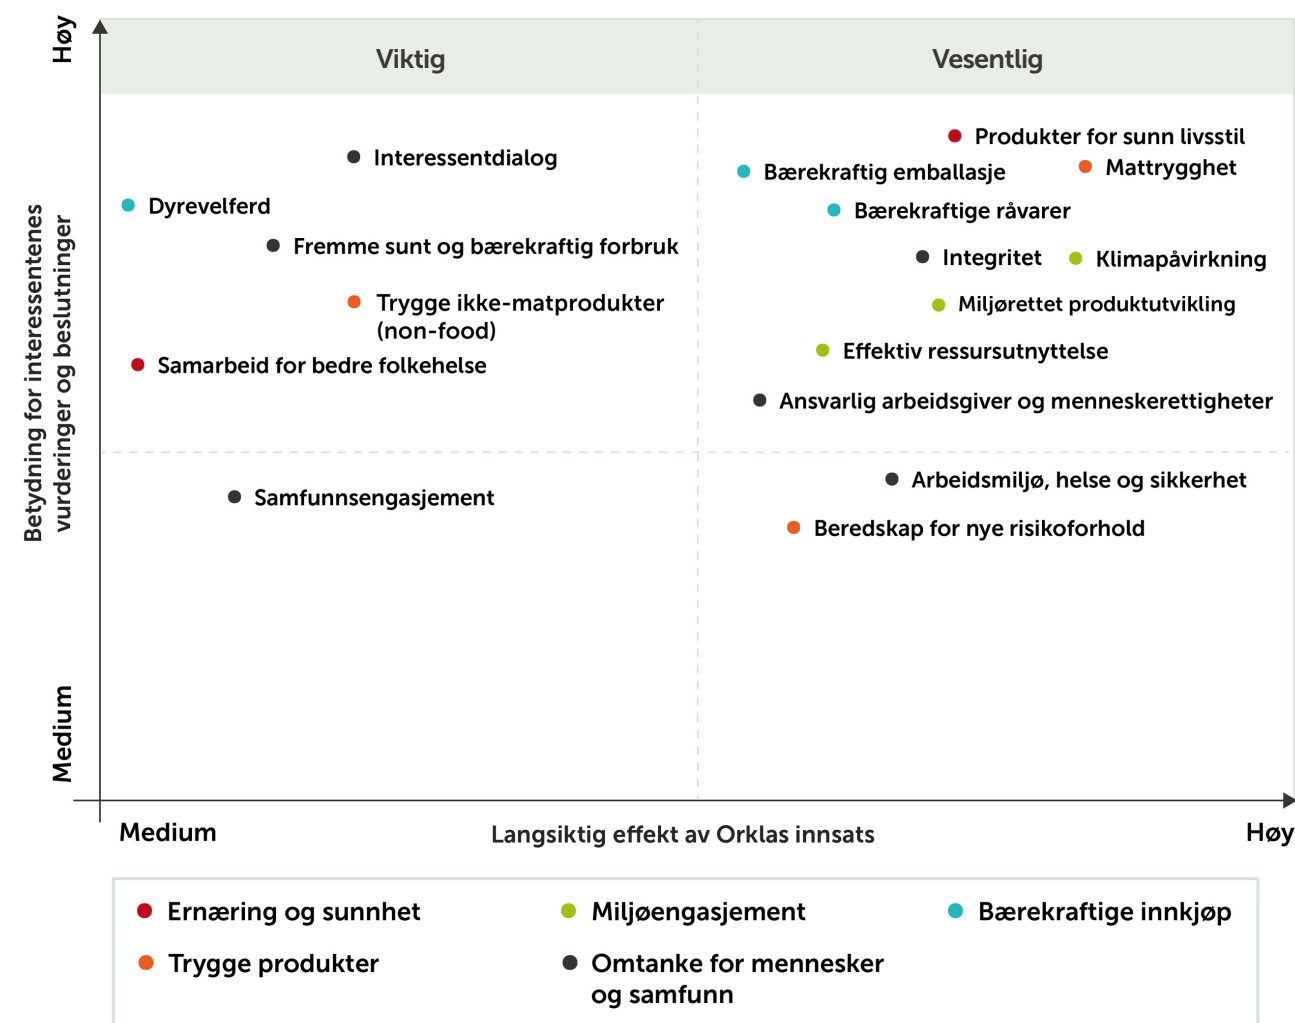 Høy
Viktig
Vesentlig
Produkter for sunn livsstil
Interessentdialog
Mattrygghet
Bærekraftig emballasje
Dyrevelferd
Bærekraftige råvarer
Fremme sunt og bærekraftig forbruk
Integritet
Klimapåvirkning
Trygge ikke-matprodukter
(non-food)
Miljørettet produktutvikling
Effektiv ressursutnyttelse
Samarbeid for bedre folkehelse
Ansvarlig arbeidsgiver og menneskerettigheter
Betydning for interessentenes
vurderinger og beslutninger
Arbeidsmiljø, helse og sikkerhet
Samfunnsengasjement
Beredskap for nye risikoforhold
Medium
Medium
Langsiktig effekt av Orklas innsats
Høy
Ernæring og sunnhet
Miljøengasjement
Bærekraftige innkjøp
Trygge produkter
Omtanke for mennesker
og samfunn